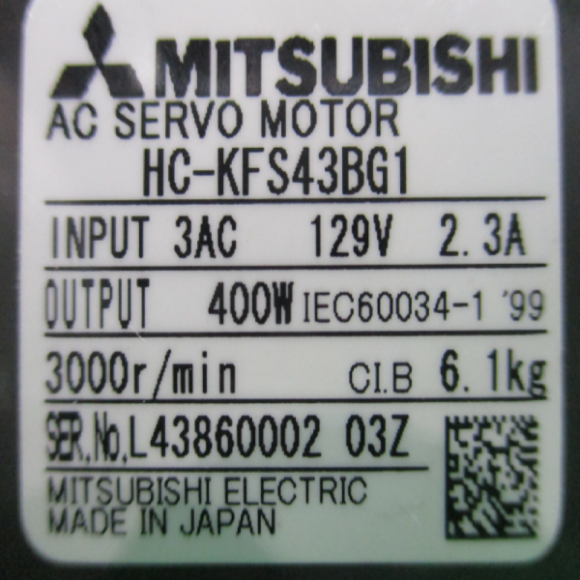 MITSUBISHI
AC SERVO MOTOR
HC-KFS43BG1
INPUT 3AC 129V 2.3A
OUTPUT 400W IEC60034-1 '99
3000r/min CI.B 6.1kg
SER.No.L43860002 03Z
MITSUBISHI ELECTRIC
MADE IN JAPAN